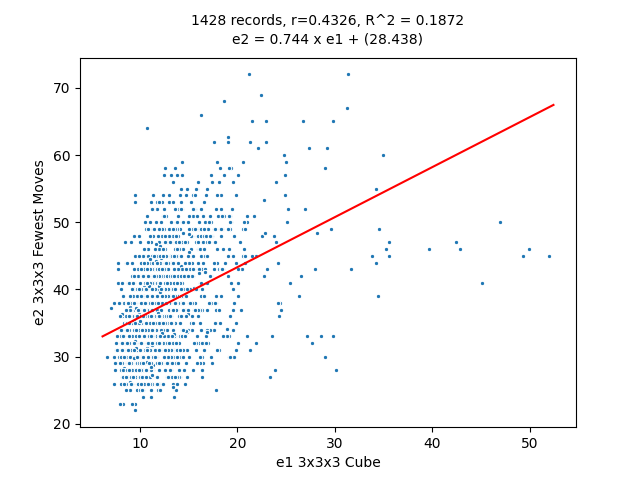 1428 records, r=0.4326, R^2 = 0.1872
e2 = 0.744 x e1 + (28.438)
70
60
50
40
30
20
e2 3x3x3 Fewest Moves
10 20 30 40 50
e1 3x3x3 Cube